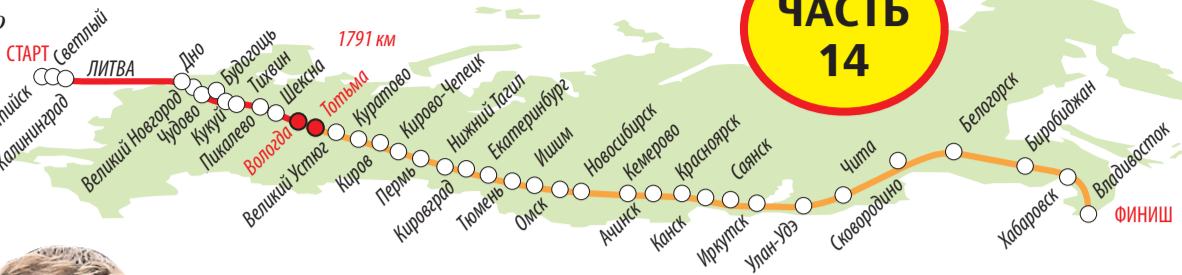 ЧАСТЬ
14
СТАРТ
Светлый
ЛИТВА
1791 км
Калининград
Дно
Великий Новгород
Чудово
Будогощь
Кукуй
Тихвин
Пикалево
Шексна
Вологда
Тотьма
Великий Устюг
Куратово
Киров
Кирово-Чепецк
Пермь
Нижний Тагил
Кировград
Екатеринбург
Тюмень
Ишим
Омск
Новосибирск
Кемерово
Ачинск
Красноярск
Канск
Саянск
Иркутск
Улан-Удэ
Чита
Сковородино
Белогорск
Биробиджан
Хабаровск
Владивосток
ФИНИШ